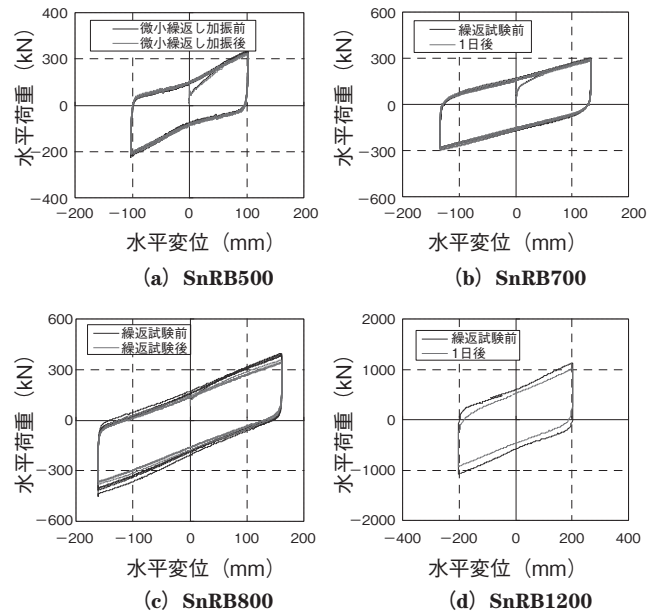 400
300
0
−200
−400
−200
−100
0
100
200
水平荷重（kN）
水平変位（mm）
微小繰返し加振前
微小繰返し加振後
(a) SnRB500
600
300
0
−300
−600
−200
−100
0
100
200
水平荷重（kN）
水平変位（mm）
繰返試験前
1日後
(b) SnRB700
600
300
0
−300
−600
−200
−100
0
100
200
水平荷重（kN）
水平変位（mm）
繰返試験前
繰返試験後
(c) SnRB800
2000
1000
0
−1000
−2000
−400
−200
0
200
400
水平荷重（kN）
水平変位（mm）
繰返試験前
1日後
(d) SnRB1200